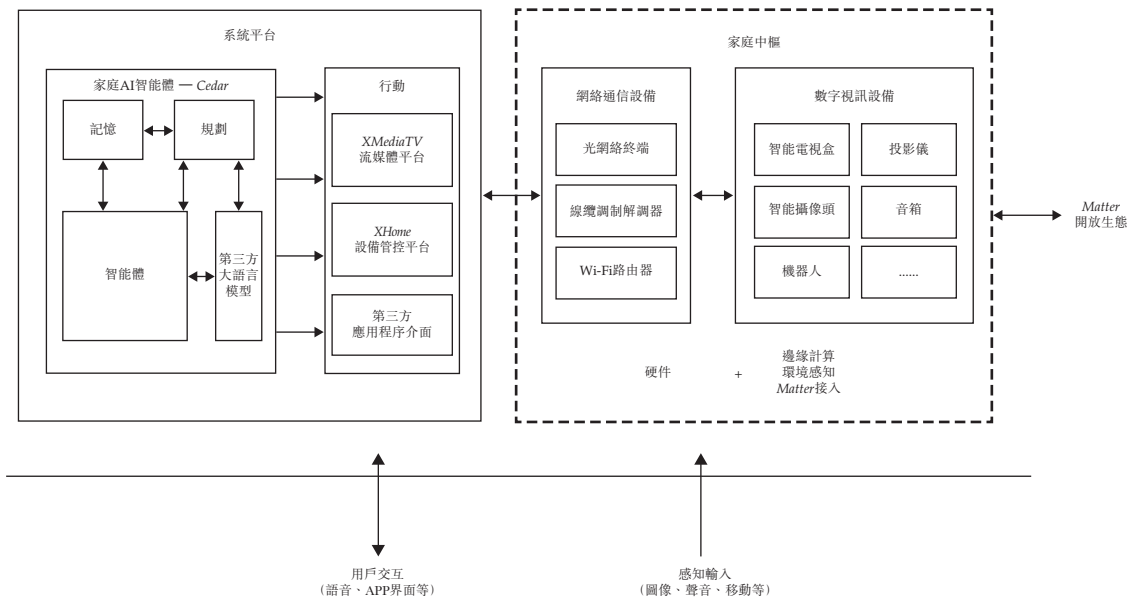 系統平台
家庭AI智能體 — Cedar
記憶
規劃
智能體
第三方
大語言
模型
行動
XMediaTV
流媒體平台
XHome
設備管控平台
第三方
應用程序介面
家庭中樞
網絡通信設備
光網絡終端
線纜調制解調器
Wi-Fi路由器
數字視訊設備
智能電視盒
投影儀
智能攝像頭
音箱
機器人
......
硬件
+
邊緣計算
環境感知
Matter接入
Matter
開放生態
用戶交互
（語音、APP界面等）
感知輸入
（圖像、聲音、移動等）